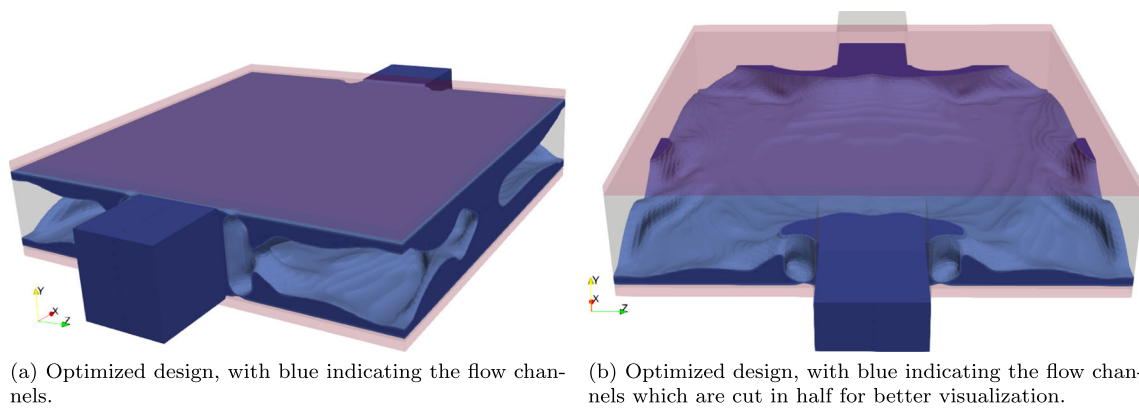 Y
X
Z
Y
X
Z
(a) Optimized design, with blue indicating the flow chan-
nels.
(b) Optimized design, with blue indicating the flow chan-
nels which are cut in half for better visualization.